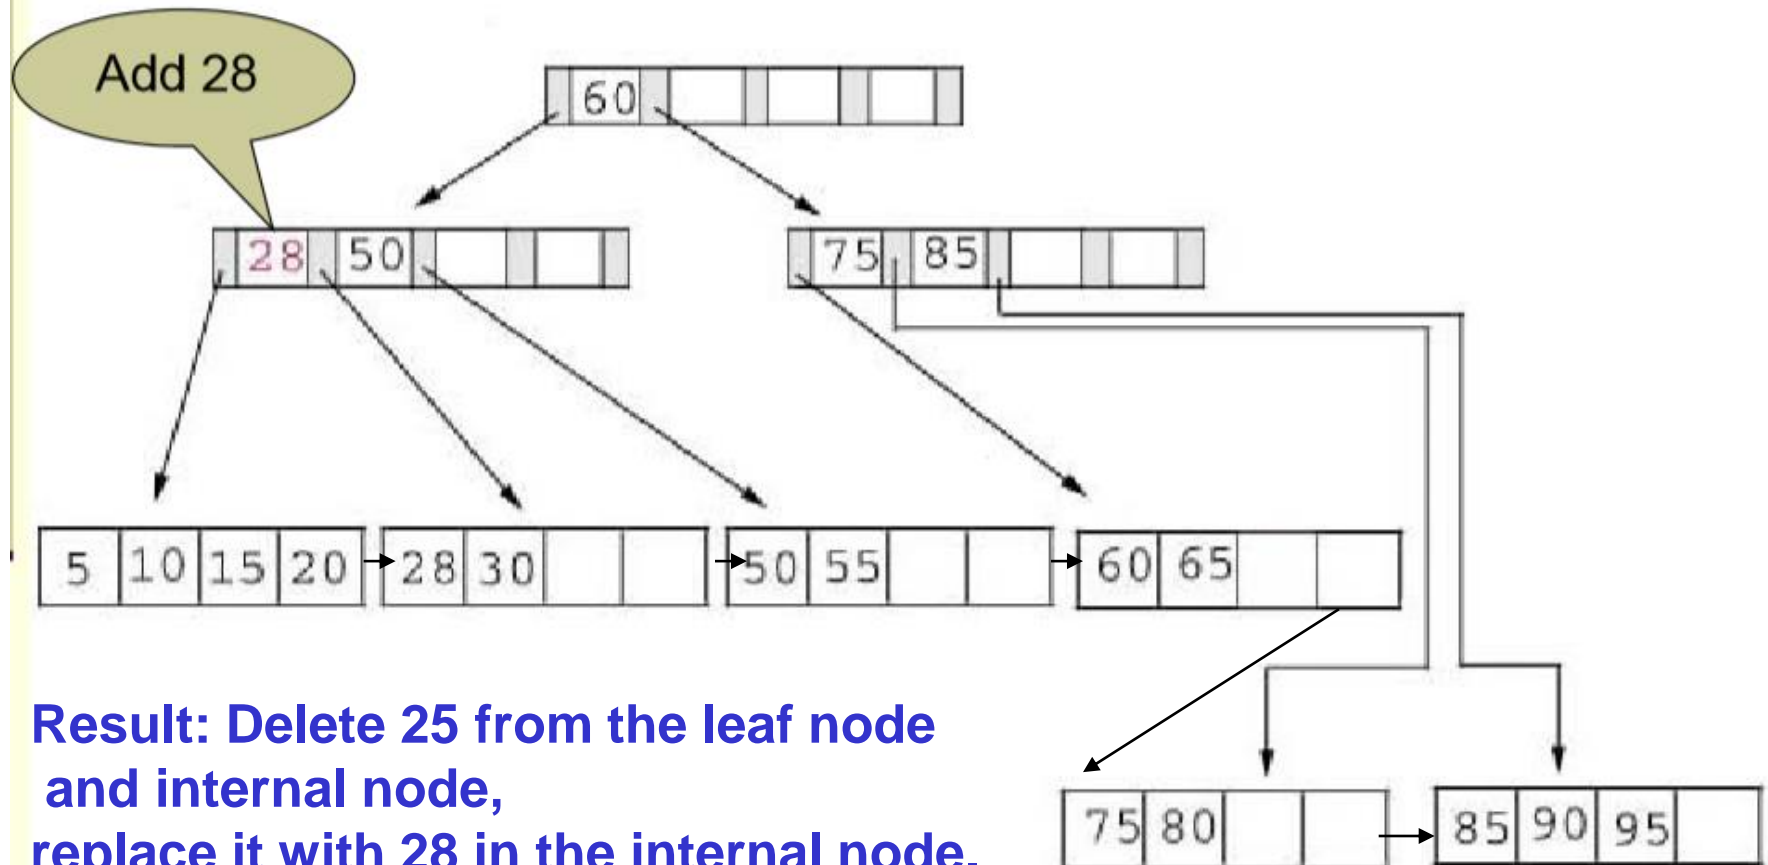 Add 28
60
28 50
75 85
5 10 15 20
28 30
50 55
60 65
Result: Delete 25 from the leaf node
and internal node,
replace it with 28 in the internal node.
75 80
85 90 95